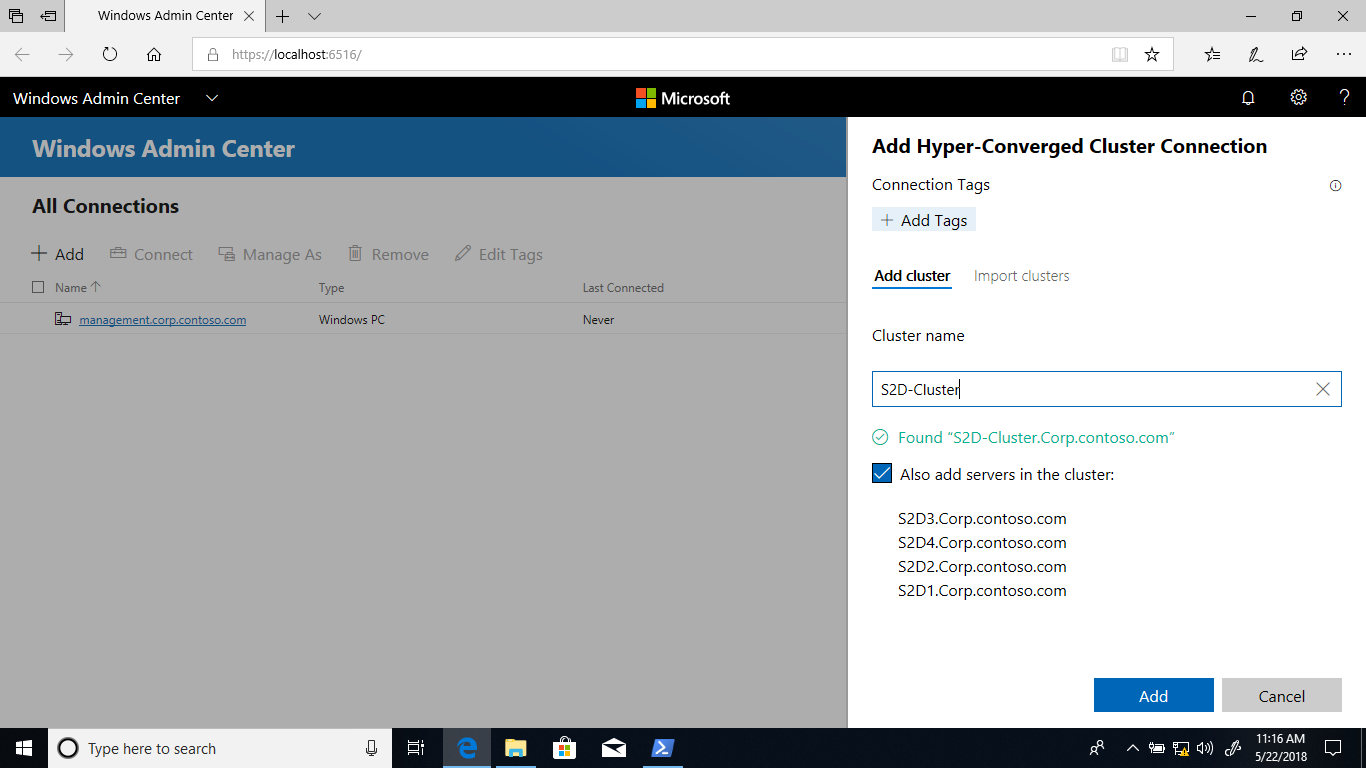 Windows Admin Center
https://localhost:6516/
Windows Admin Center
Microsoft
?
Windows Admin Center
All Connections
Add Connect Manage As Remove Edit Tags
Name Type Last Connected
management.corp.contoso.com Windows PC Never
Add Hyper-Converged Cluster Connection
Connection Tags
+ Add Tags
Add cluster Import clusters
Cluster name
S2D-Cluster
Found “S2D-Cluster.Corp.contoso.com”
Also add servers in the cluster:
S2D3.Corp.contoso.com
S2D4.Corp.contoso.com
S2D2.Corp.contoso.com
S2D1.Corp.contoso.com
Add Cancel
Type here to search
11:16 AM
5/22/2018